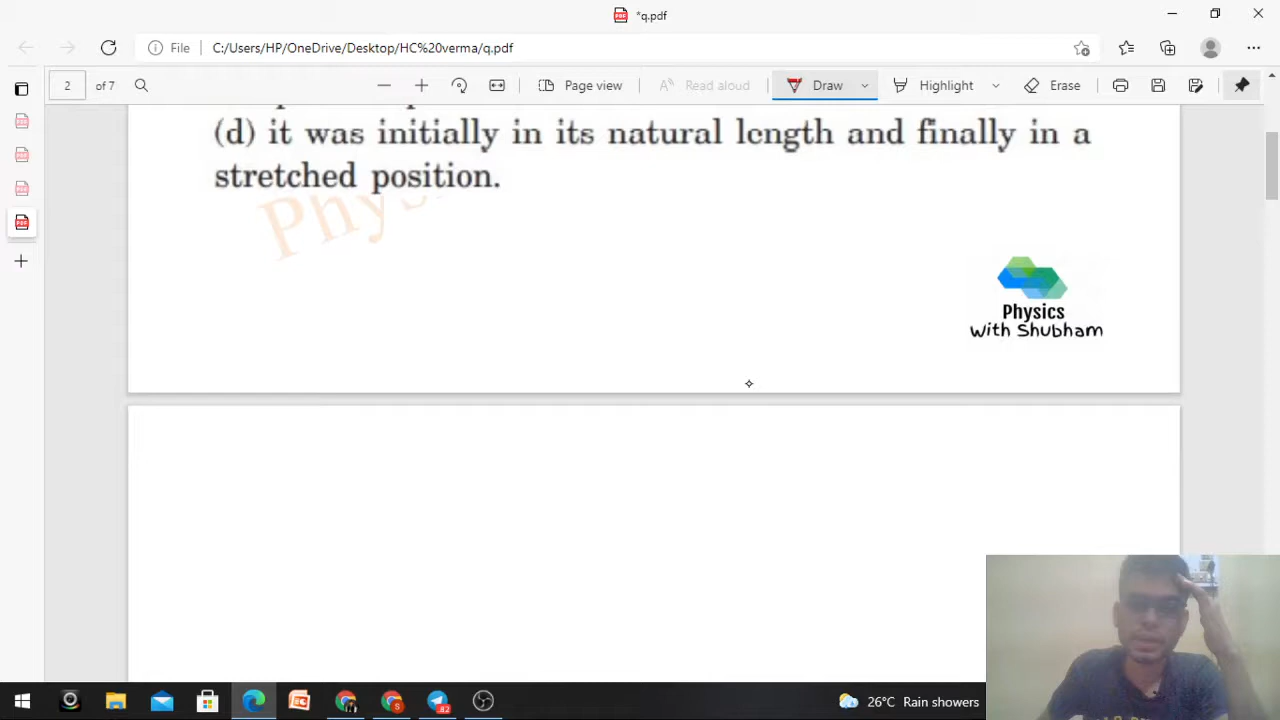 *q.pdf
File C:/Users/HP/OneDrive/Desktop/HC%20verma/q.pdf
2 of 7 Page view Read aloud Draw Highlight Erase
(d) it was initially in its natural length and finally in a
stretched position.
Phys
Physics
With Shubham
26°C Rain showers